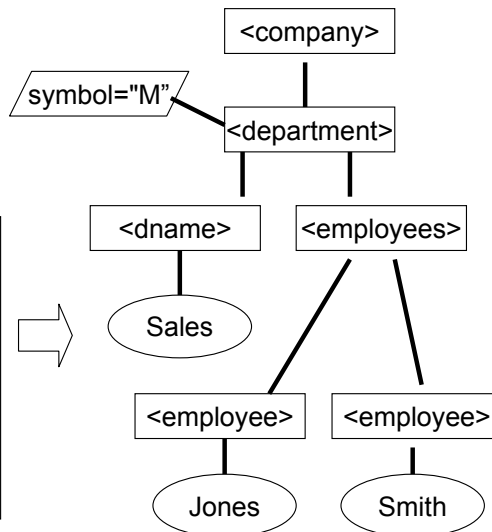 <company>
symbol="M”
<department>
<dname>
<employees>
Sales
<employee>
<employee>
Jones
Smith